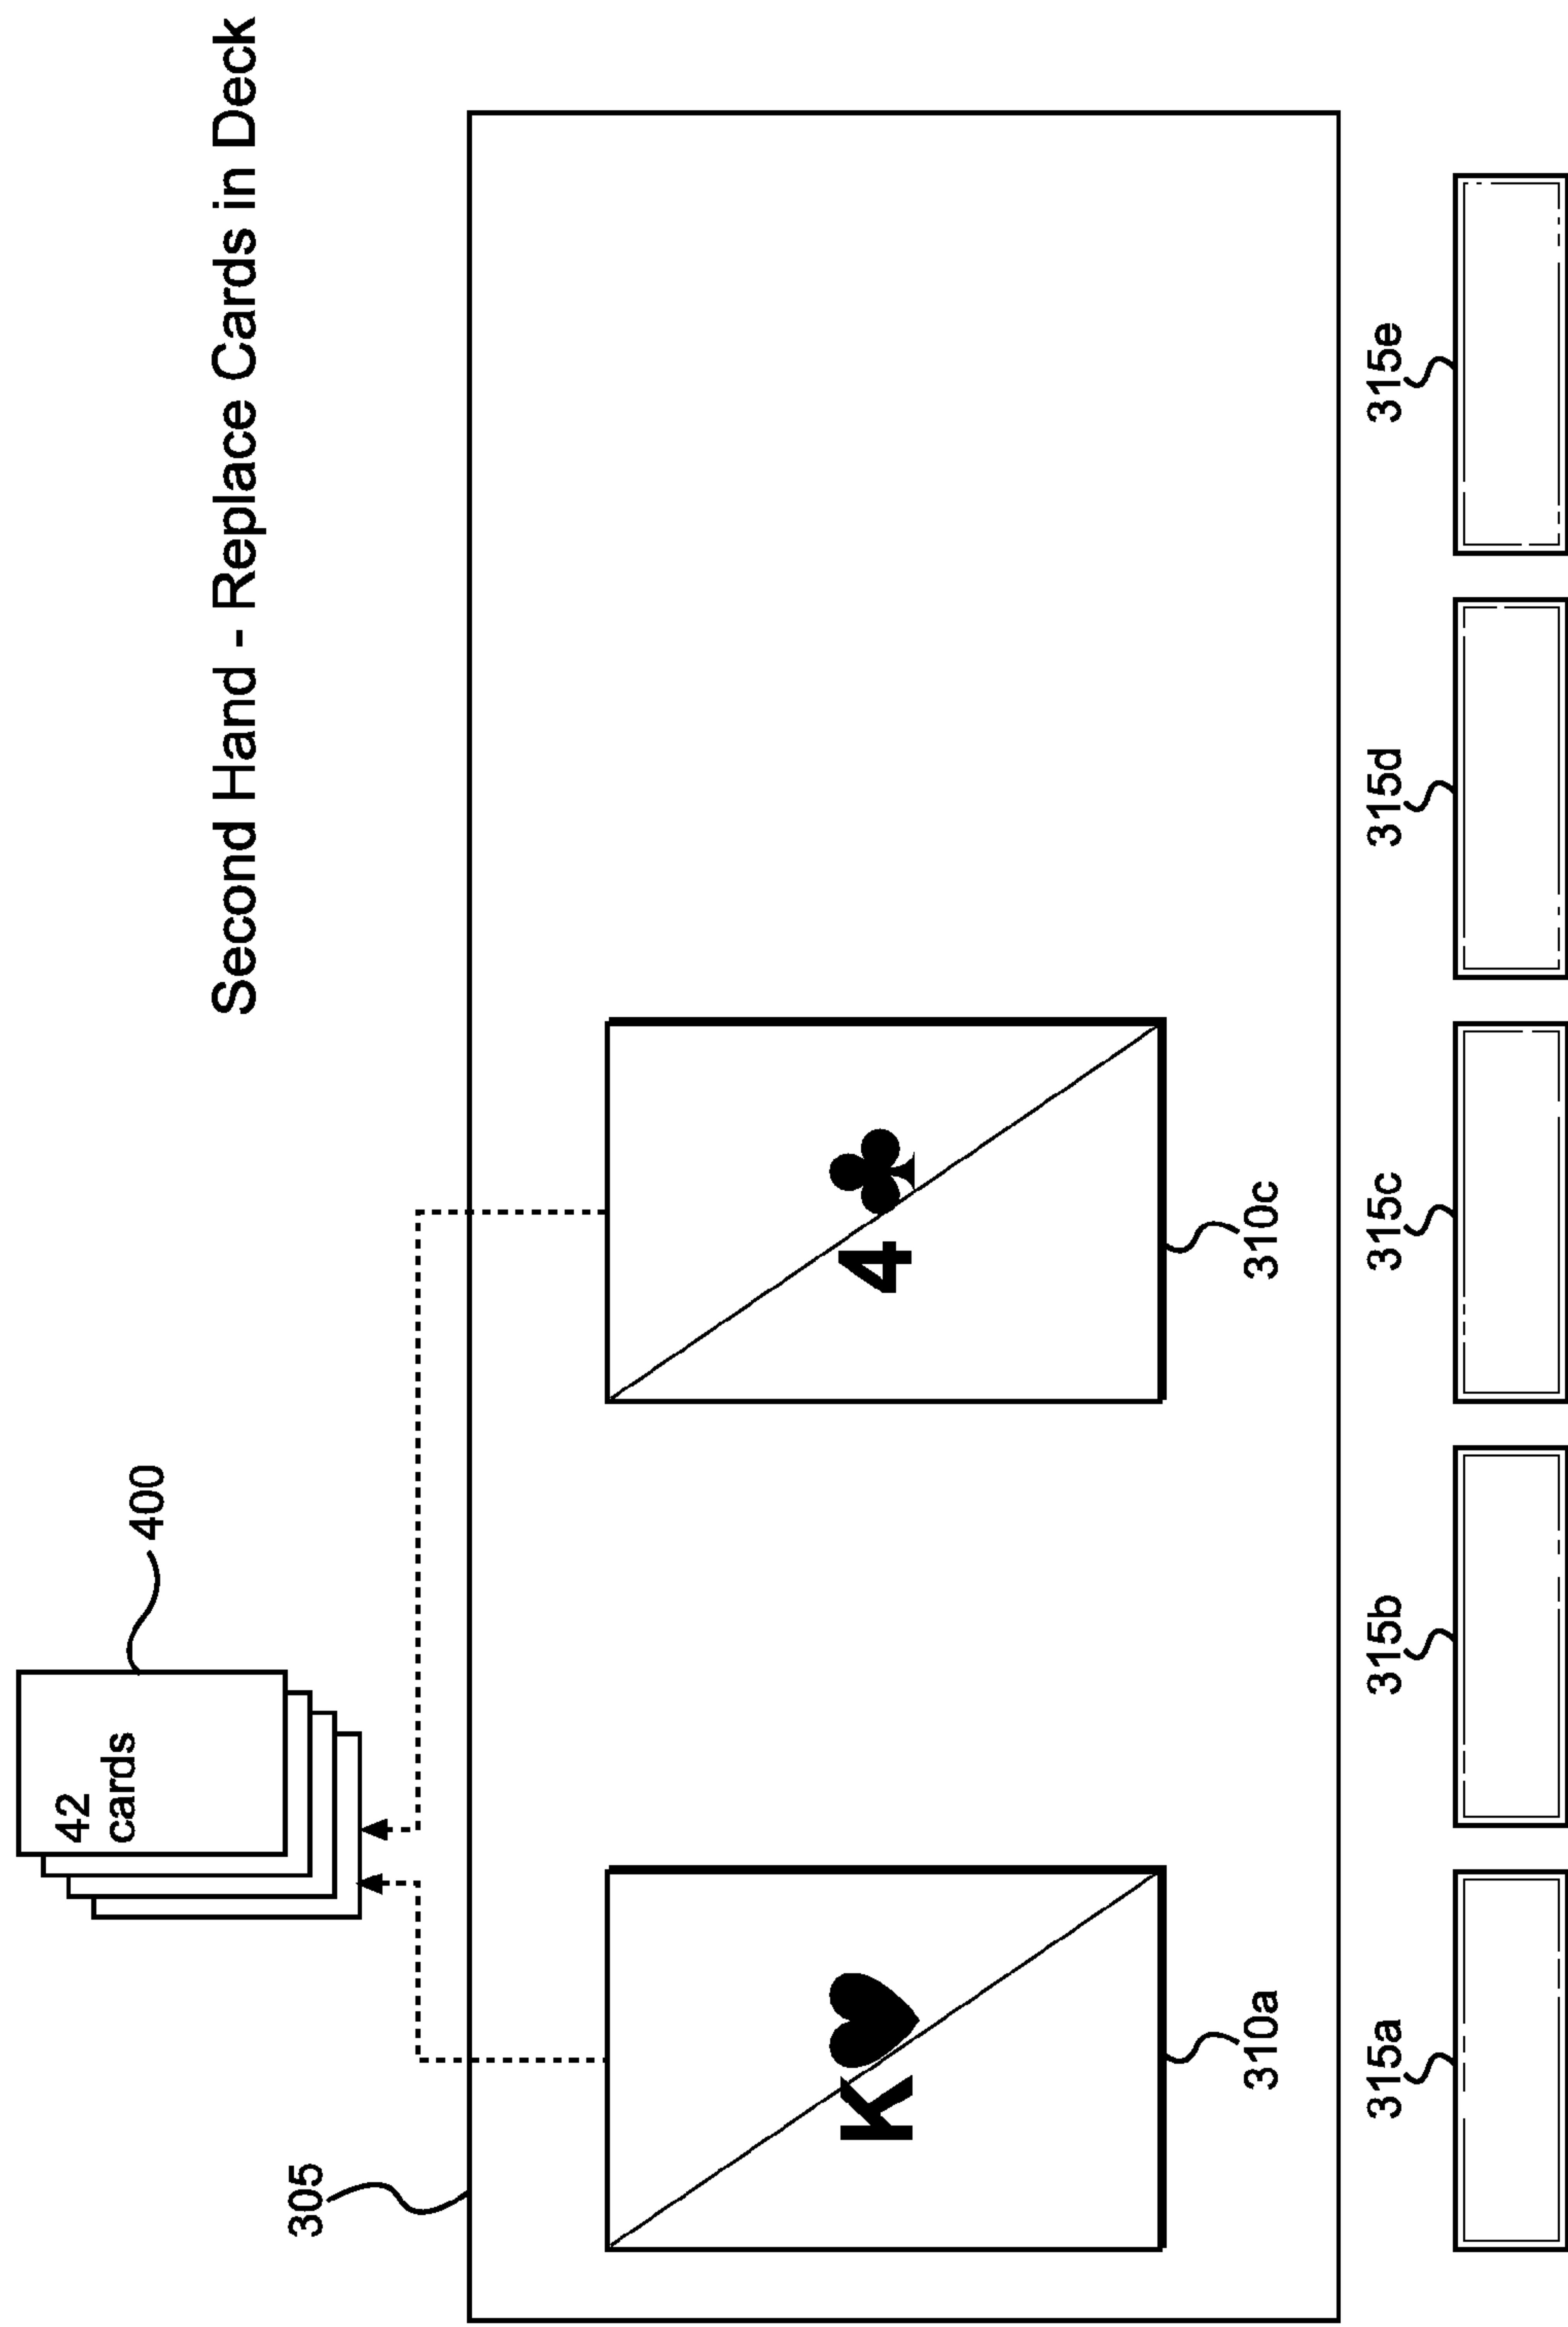 Second Hand - Replace Cards in Deck
42
cards
400
305
K♥
4♣
310a
310c
315a
315b
315c
315d
315e